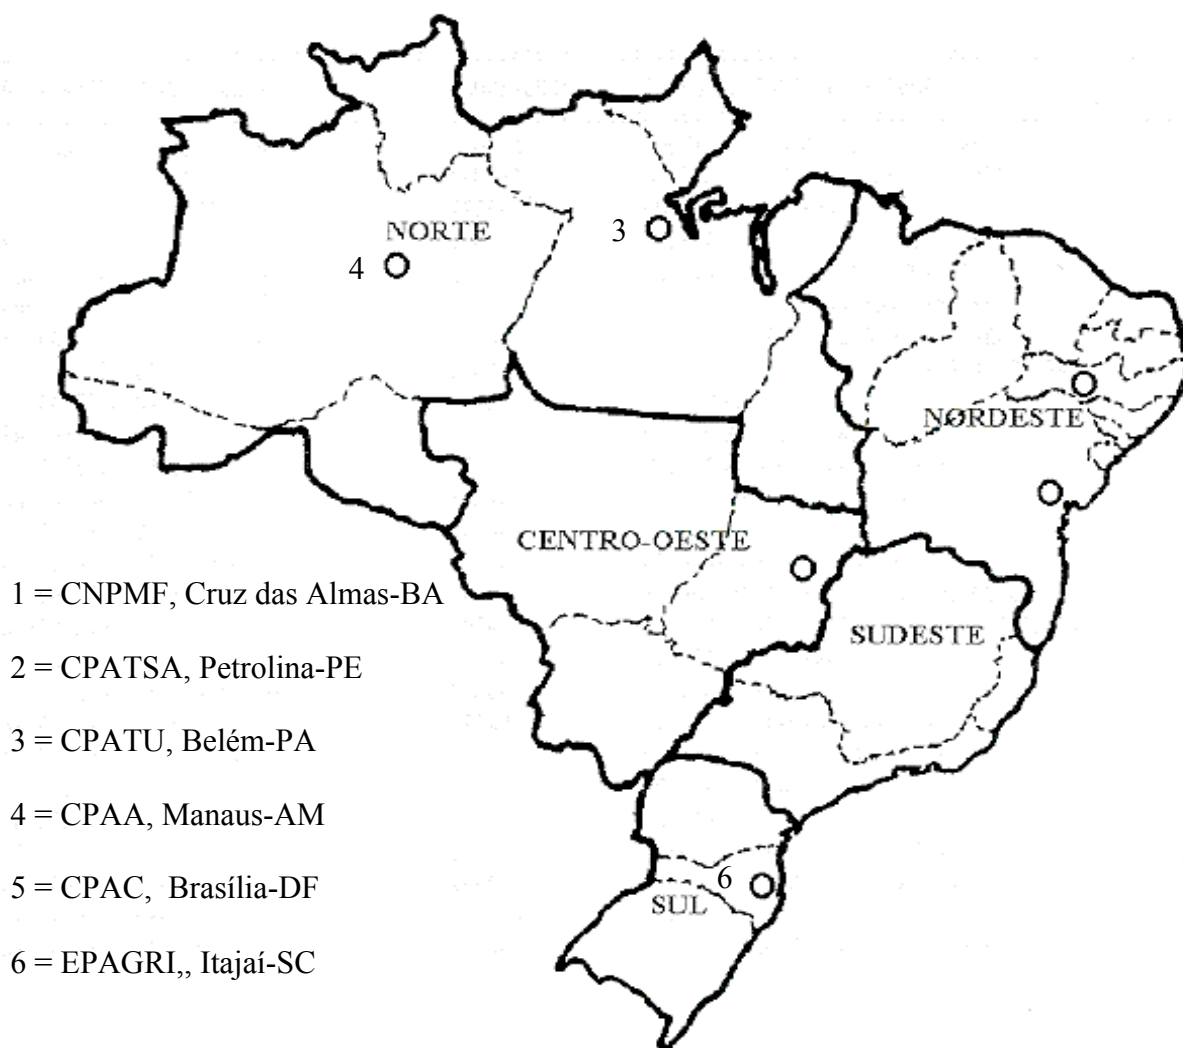 NORTE
3
4
NORDESTE
CENTRO-OESTE
1 = CNPMF, Cruz das Almas-BA
SUDESTE
2 = CPATSA, Petrolina-PE
3 = CPATU, Belém-PA
4 = CPAA, Manaus-AM
5 = CPAC, Brasília-DF
6
SUL
6 = EPAGRI,, Itajaí-SC